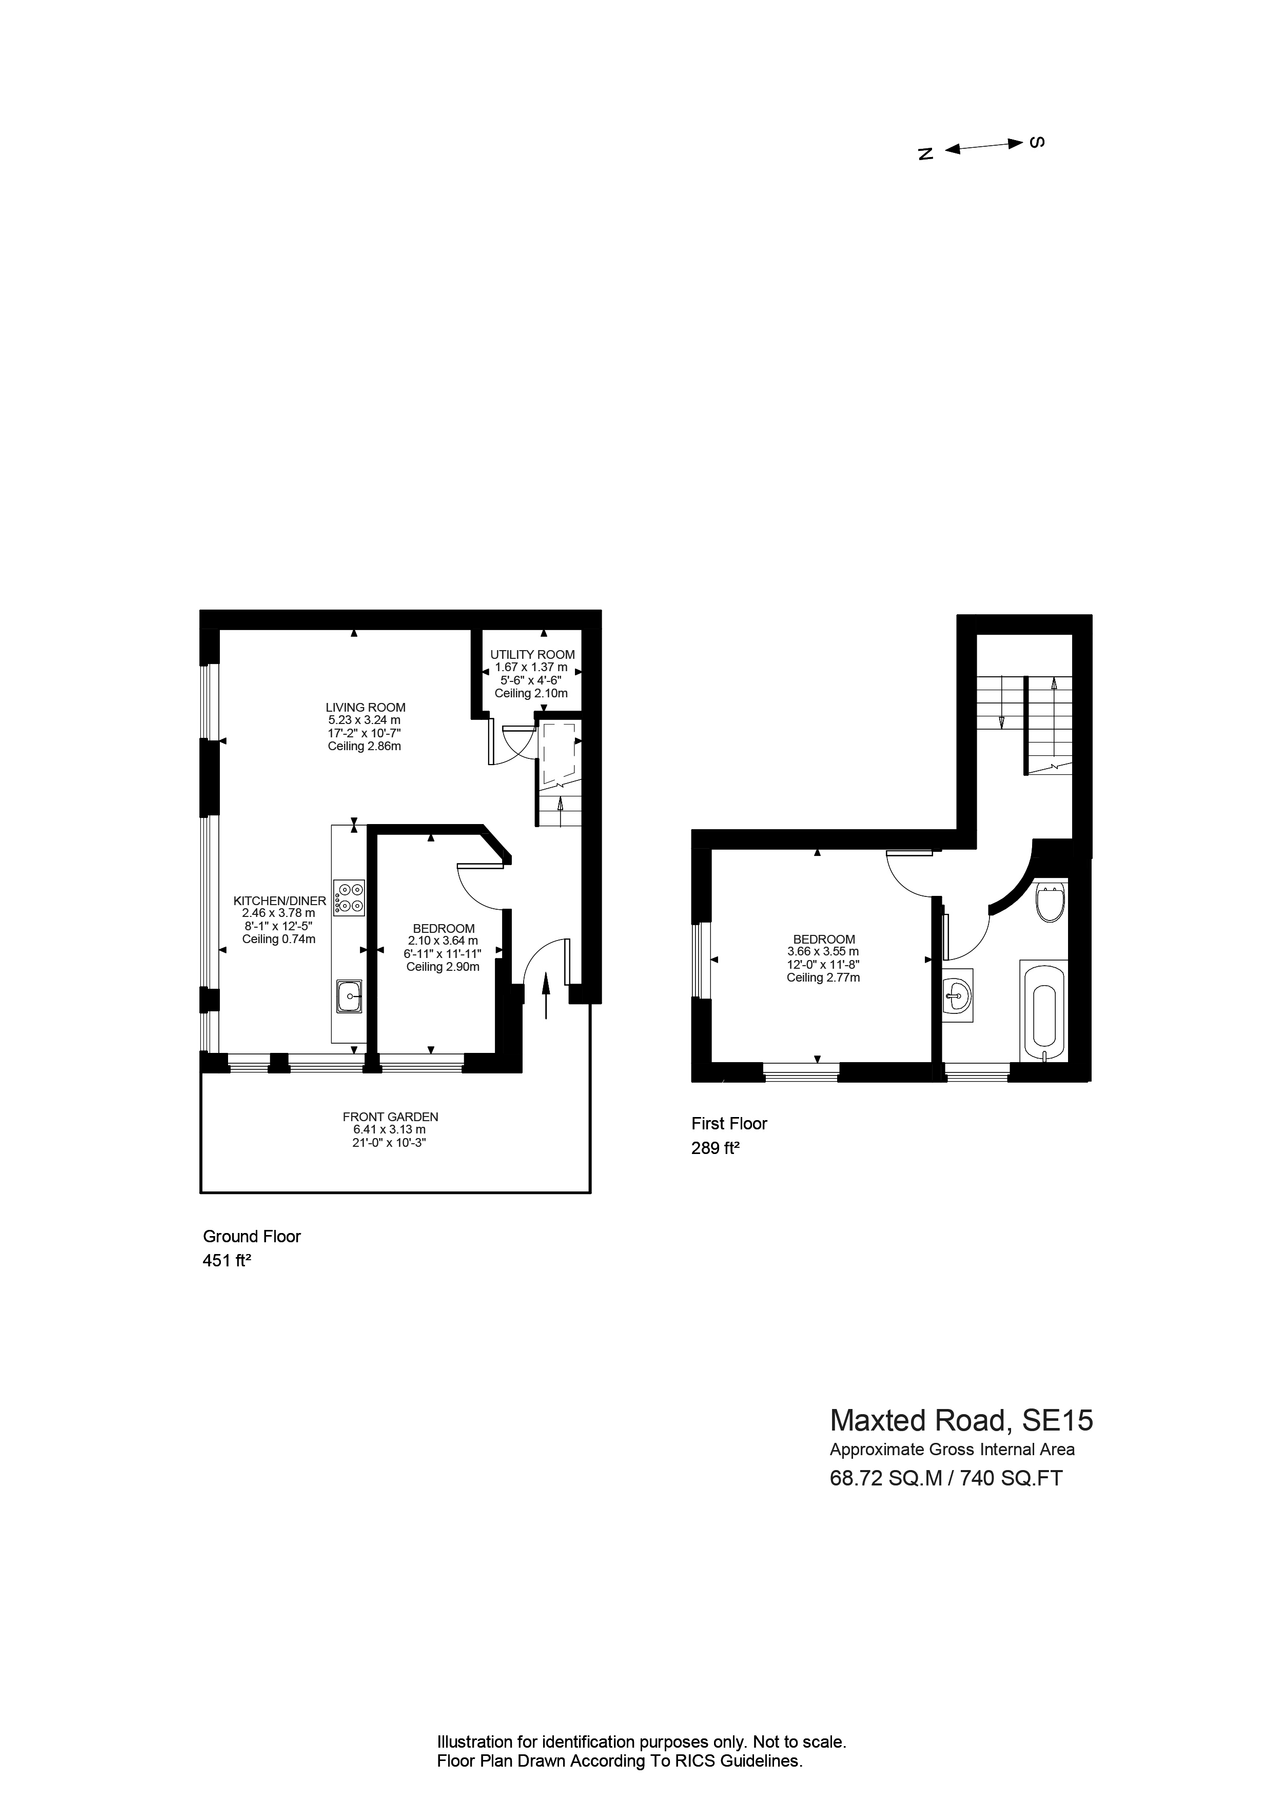 N
S
UTILITY ROOM
1.67 x 1.37 m
5'-6" x 4'-6"
Ceiling 2.10m
LIVING ROOM
5.23 x 3.24 m
17'-2" x 10'-7"
Ceiling 2.86m
KITCHEN/DINER
2.46 x 3.78 m
8'-1" x 12'-5"
Ceiling 0.74m
BEDROOM
2.10 x 3.64 m
6'-11" x 11'-11"
Ceiling 2.90m
FRONT GARDEN
6.41 x 3.13 m
21'-0" x 10'-3"
Ground Floor
451 ft²
BEDROOM
3.66 x 3.55 m
12'-0" x 11'-8"
Ceiling 2.77m
First Floor
289 ft²
Maxted Road, SE15
Approximate Gross Internal Area
68.72 SQ.M / 740 SQ.FT
Illustration for identification purposes only. Not to scale.
Floor Plan Drawn According To RICS Guidelines.